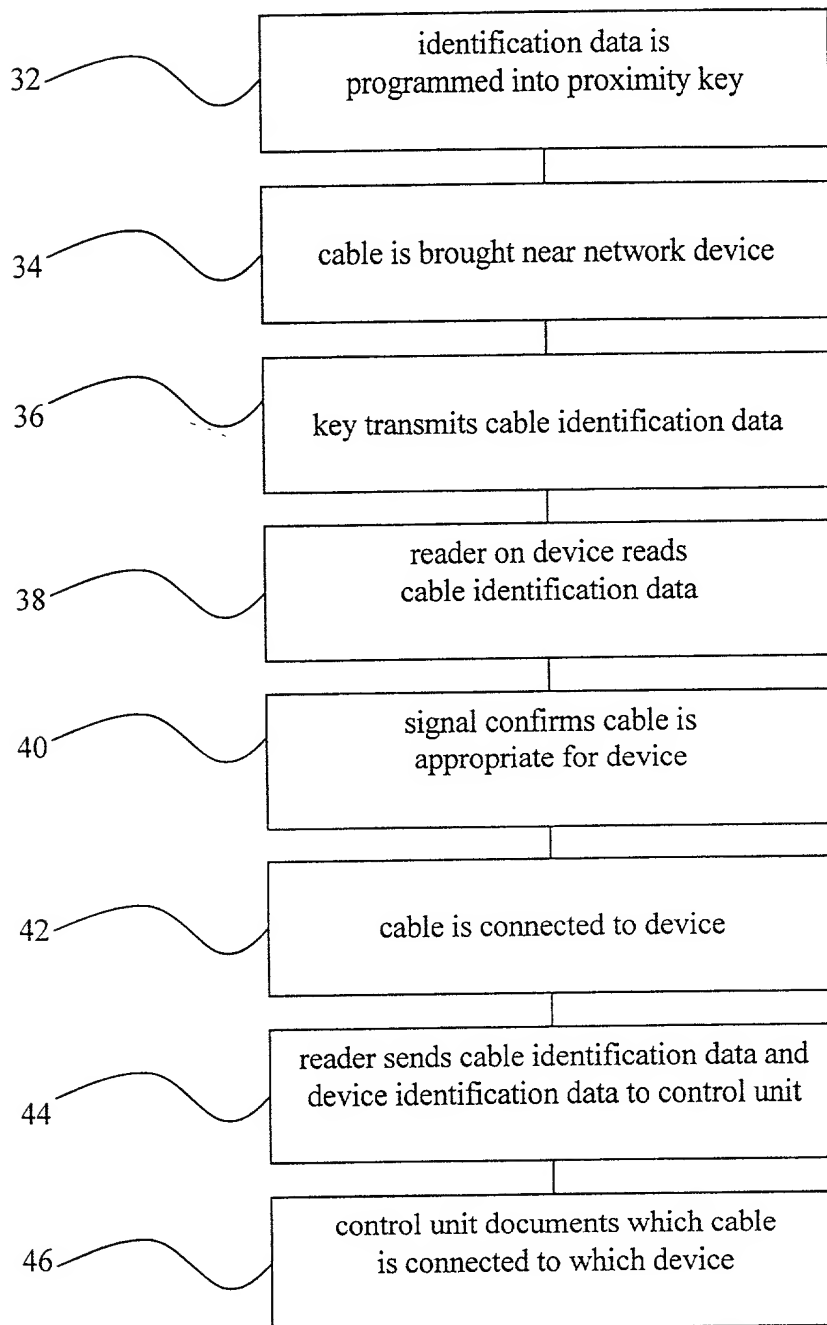 32
identification data is
programmed into proximity key
34
cable is brought near network device
36
key transmits cable identification data
38
reader on device reads
cable identification data
40
signal confirms cable is
appropriate for device
42
cable is connected to device
44
reader sends cable identification data and
device identification data to control unit
46
control unit documents which cable
is connected to which device